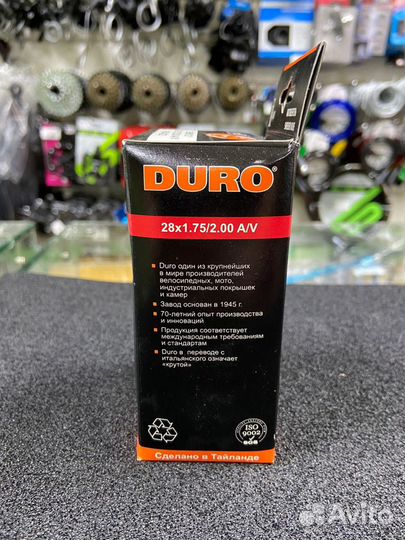 DURO®
28x1.75/2.00 A/V
Duro один из крупнейших
в мире производителей
велосипедных, мото,
индустриальных покрышек
и камер
Завод основан в 1945 г.
70-летний опыт производства
и инноваций
Продукция соответствует
международным требованиям
и стандартам
Duro в переводе с
итальянского означает
«крутой»
ISO
9002
SGS
Сделано в Тайланде
Avito